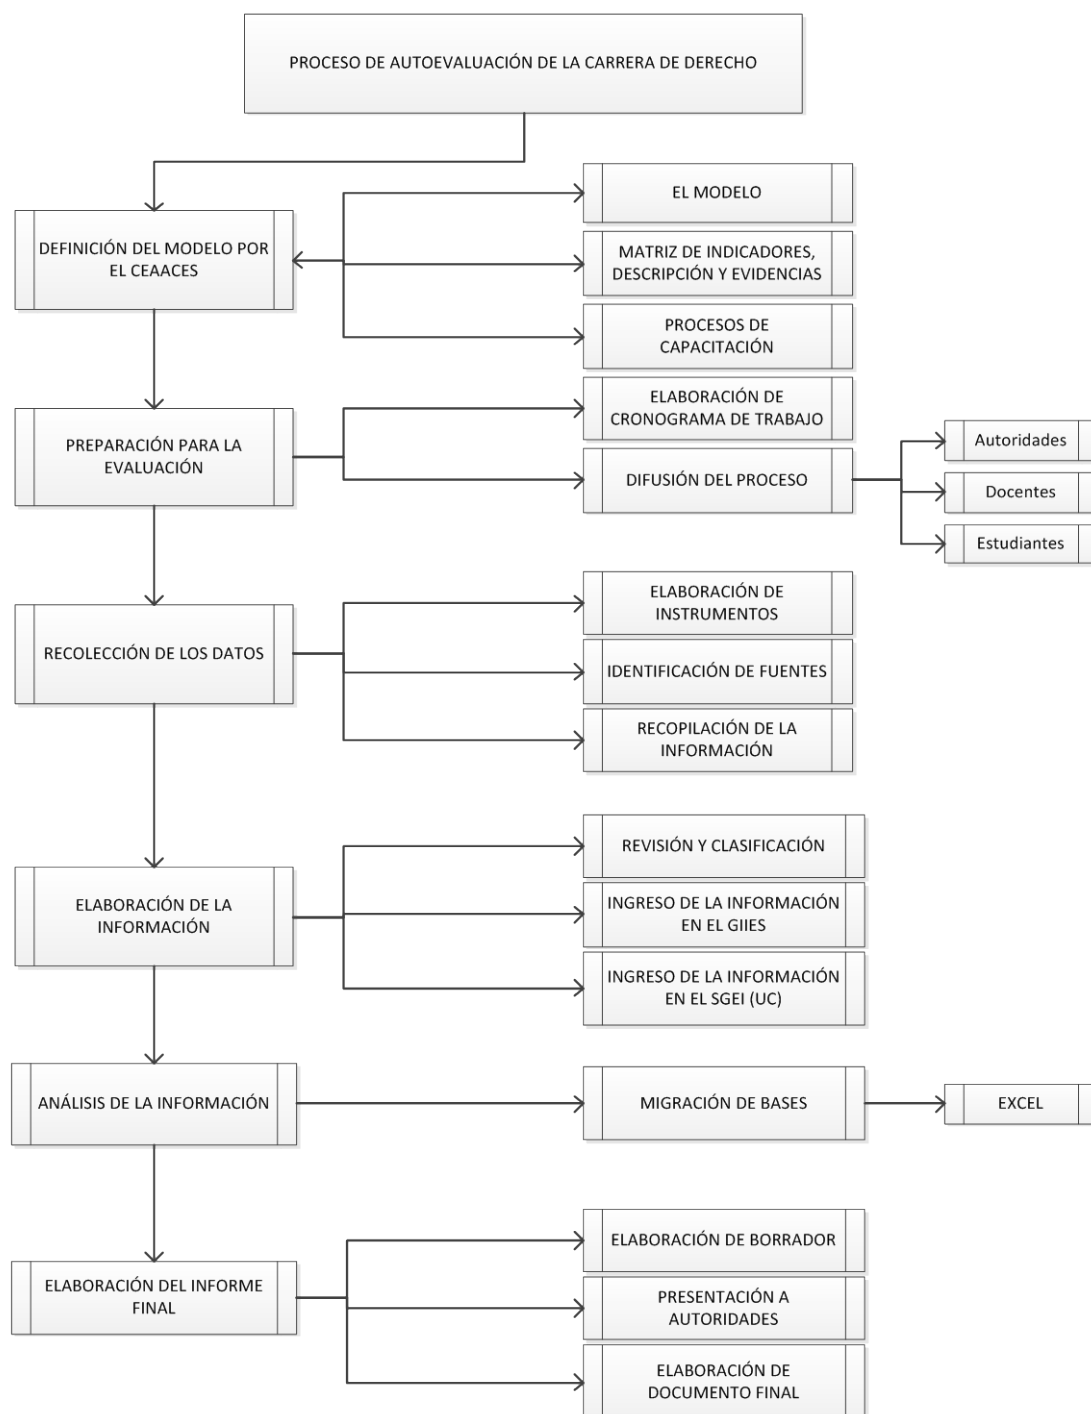 PROCESO DE AUTOEVALUACIÓN DE LA CARRERA DE DERECHO
DEFINICIÓN DEL MODELO POR
EL CEAACES
EL MODELO
MATRIZ DE INDICADORES,
DESCRIPCIÓN Y EVIDENCIAS
PROCESOS DE
CAPACITACIÓN
PREPARACIÓN PARA LA
EVALUACIÓN
ELABORACIÓN DE
CRONOGRAMA DE TRABAJO
DIFUSIÓN DEL PROCESO
Autoridades
Docentes
Estudiantes
RECOLECCIÓN DE LOS DATOS
ELABORACIÓN DE
INSTRUMENTOS
IDENTIFICACIÓN DE FUENTES
RECOPILACIÓN DE LA
INFORMACIÓN
ELABORACIÓN DE LA
INFORMACIÓN
REVISIÓN Y CLASIFICACIÓN
INGRESO DE LA INFORMACIÓN
EN EL GIIES
INGRESO DE LA INFORMACIÓN
EN EL SGEI (UC)
ANÁLISIS DE LA INFORMACIÓN
MIGRACIÓN DE BASES
EXCEL
ELABORACIÓN DEL INFORME
FINAL
ELABORACIÓN DE BORRADOR
PRESENTACIÓN A
AUTORIDADES
ELABORACIÓN DE
DOCUMENTO FINAL